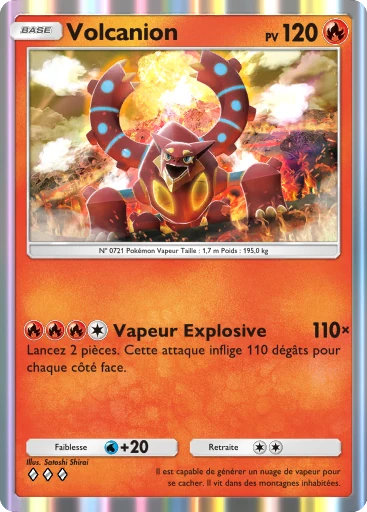 BASE Volcanion PV 120
N° 0721 Pokémon Vapeur Taille : 1,7 m Poids : 195,0 kg
Vapeur Explosive 110×
Lancez 2 pièces. Cette attaque inflige 110 dégâts pour
chaque côté face.
Faiblesse +20 Retraite
Illus. Satoshi Shirai
Il est capable de générer un nuage de vapeur pour
se cacher. Il vit dans des montagnes inhabitées.